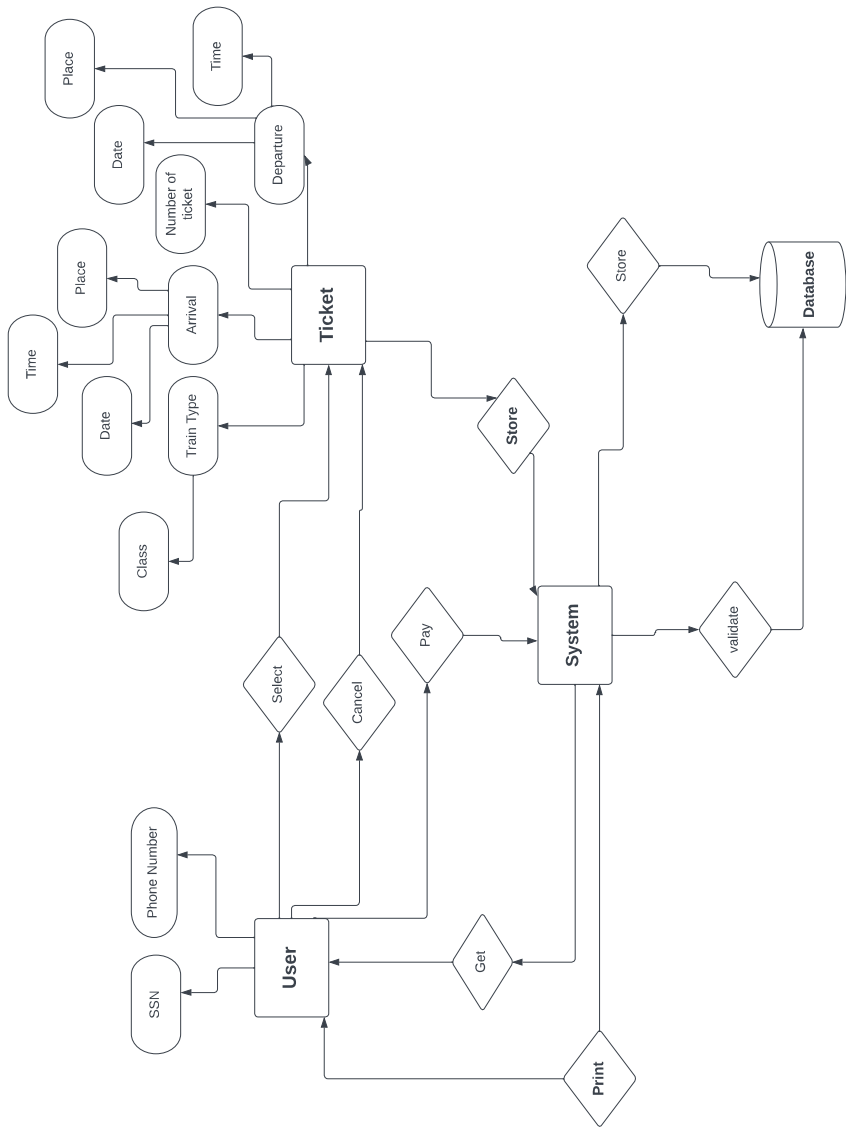 SSN
Phone Number
User
Select
Cancel
Pay
Get
Print
Class
Train Type
Date
Time
Arrival
Place
Number of
ticket
Date
Place
Time
Departure
Ticket
Store
System
validate
Store
Database